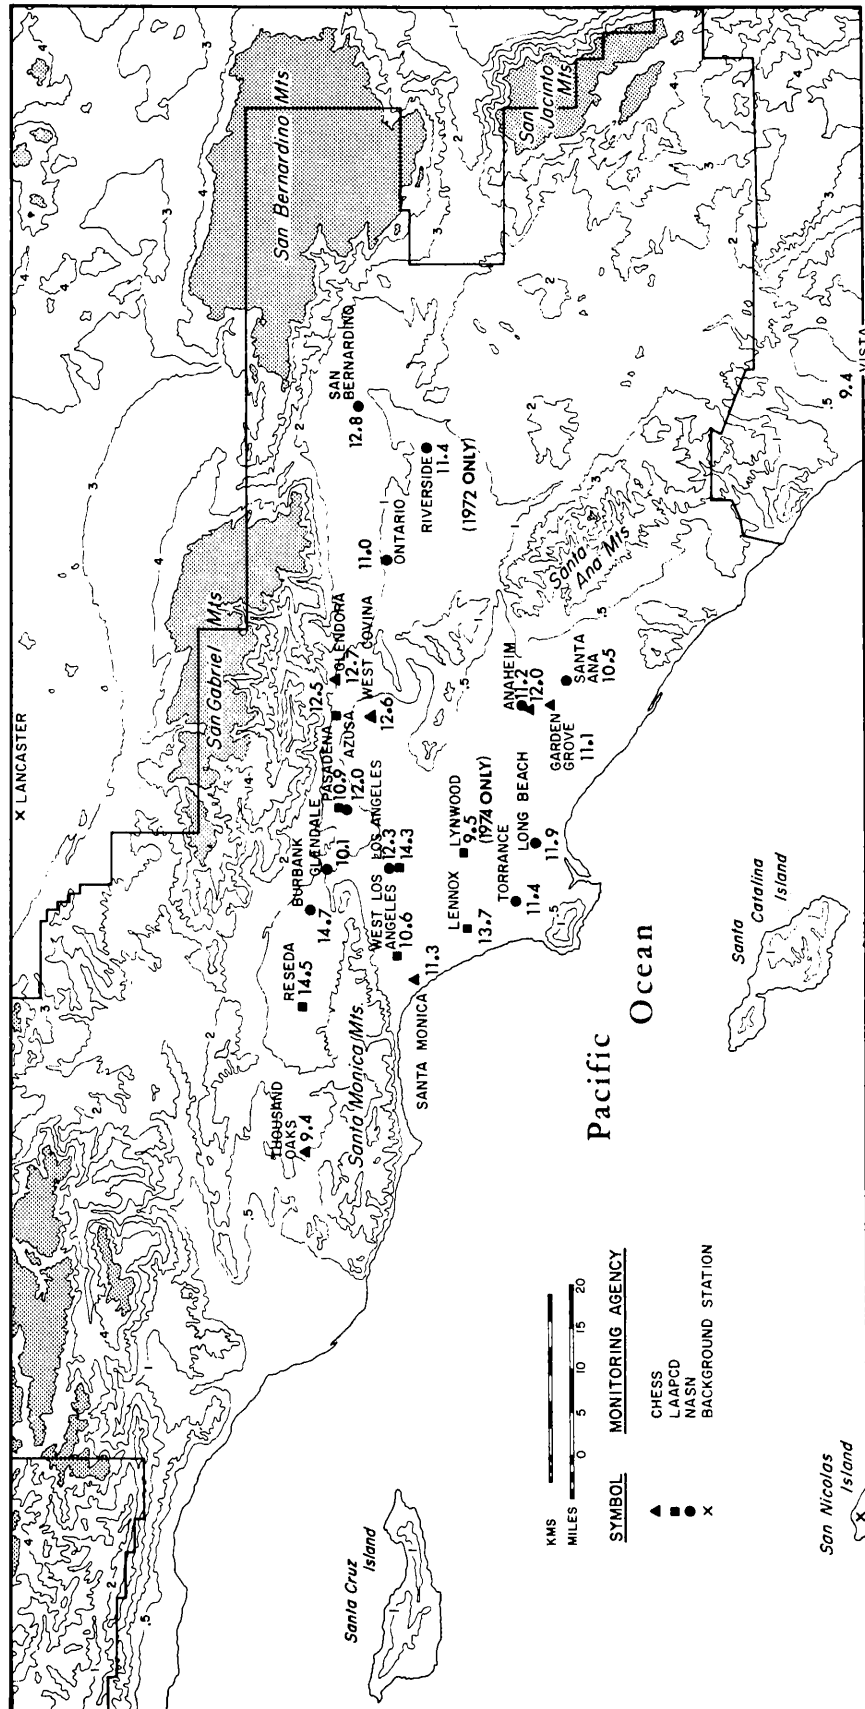 X LANCASTER
San Gabriel
Mts
San Bernardino Mts
San
Jacinto
Mts
BURBANK
14.7
GLENDALE
10.1
PASADENA
10.9
12.0
AZUSA
12.5
GLENDORA
12.7
WEST COVINA
12.6
SAN
BERNARDINO
12.8
ONTARIO
11.0
RIVERSIDE
11.4
(1972 ONLY)
RESEDA
14.5
THOUSAND
OAKS
9.4
Santa Monica Mts.
WEST LOS
ANGELES
10.6
LOS ANGELES
12.3
14.3
SANTA MONICA
11.3
LENNOX
13.7
LYNWOOD
9.5
(1974 ONLY)
TORRANCE
11.4
LONG BEACH
11.9
ANAHEIM
11.2
12.0
GARDEN
GROVE
11.1
SANTA
ANA
10.5
Santa
Ana Mts
9.4
VISTA
Pacific
Ocean
Santa
Catalina
Island
Santa Cruz
Island
San Nicolas
Island
X
KMS
MILES
0 5 10 15 20
SYMBOL MONITORING AGENCY
CHESS
LAAPCD
NASN
X BACKGROUND STATION